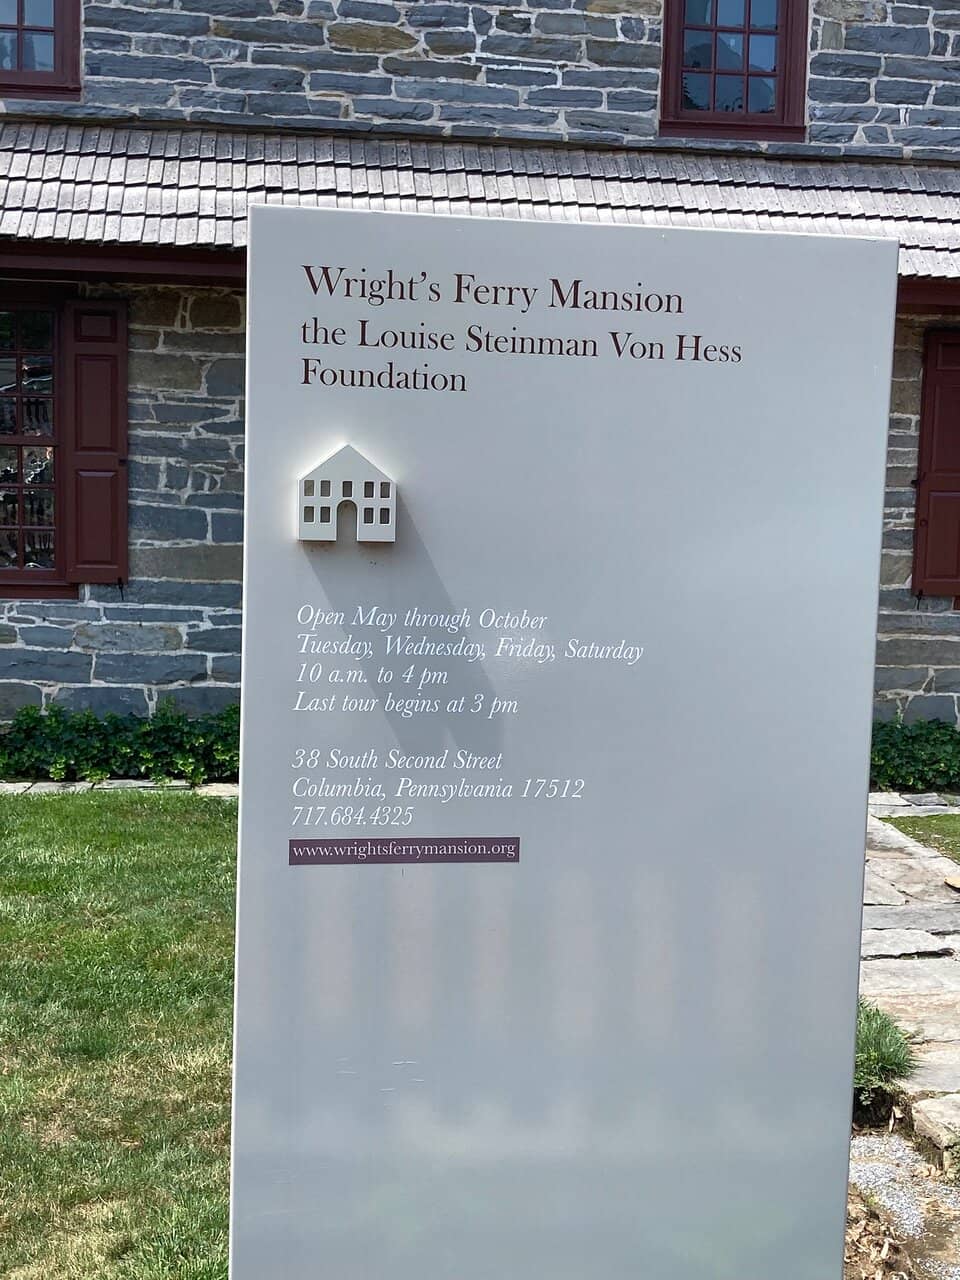 Wright's Ferry Mansion
the Louise Steinman Von Hess
Foundation
Open May through October
Tuesday, Wednesday, Friday, Saturday
10 a.m. to 4 pm
Last tour begins at 3 pm
38 South Second Street
Columbia, Pennsylvania 17512
717.684.4325
www.wrightsferrymansion.org